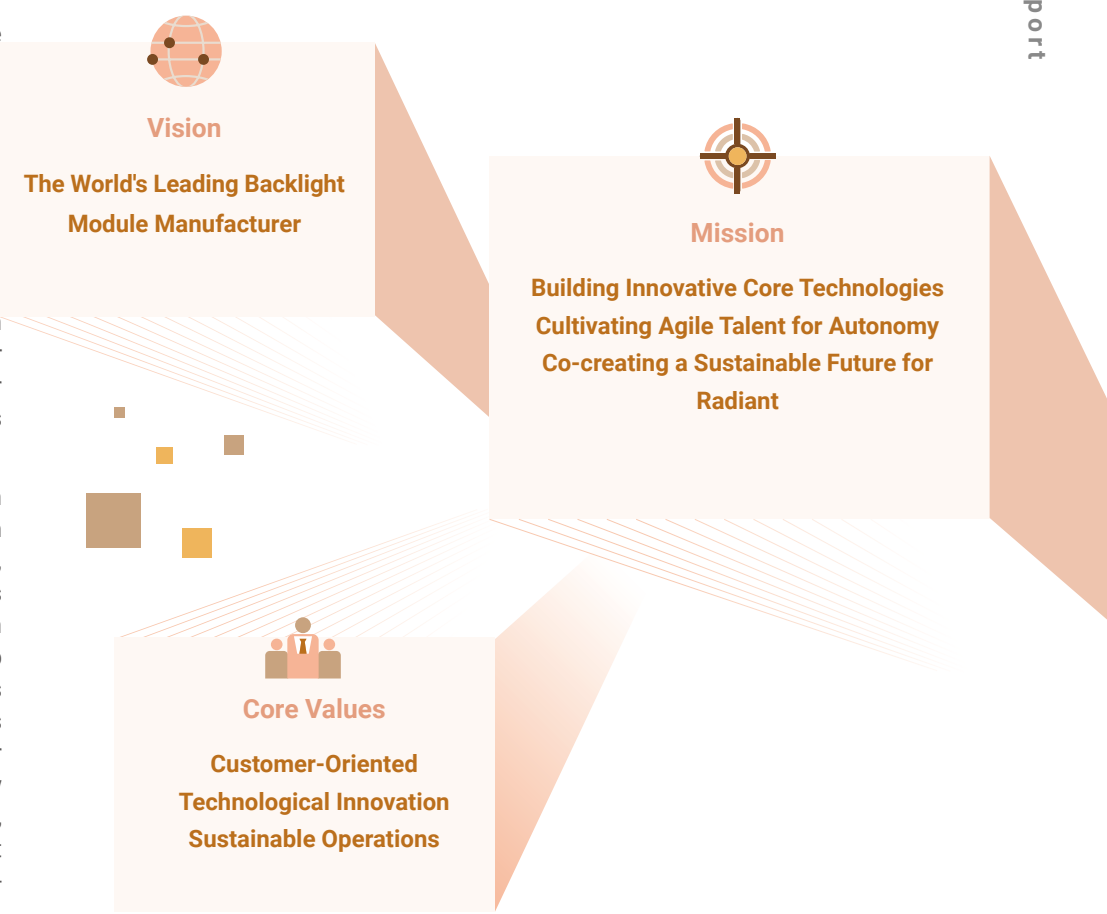 port
Vision
The World's Leading Backlight
Module Manufacturer
Mission
Building Innovative Core Technologies
Cultivating Agile Talent for Autonomy
Co-creating a Sustainable Future for
Radiant
Core Values
Customer-Oriented
Technological Innovation
Sustainable Operations